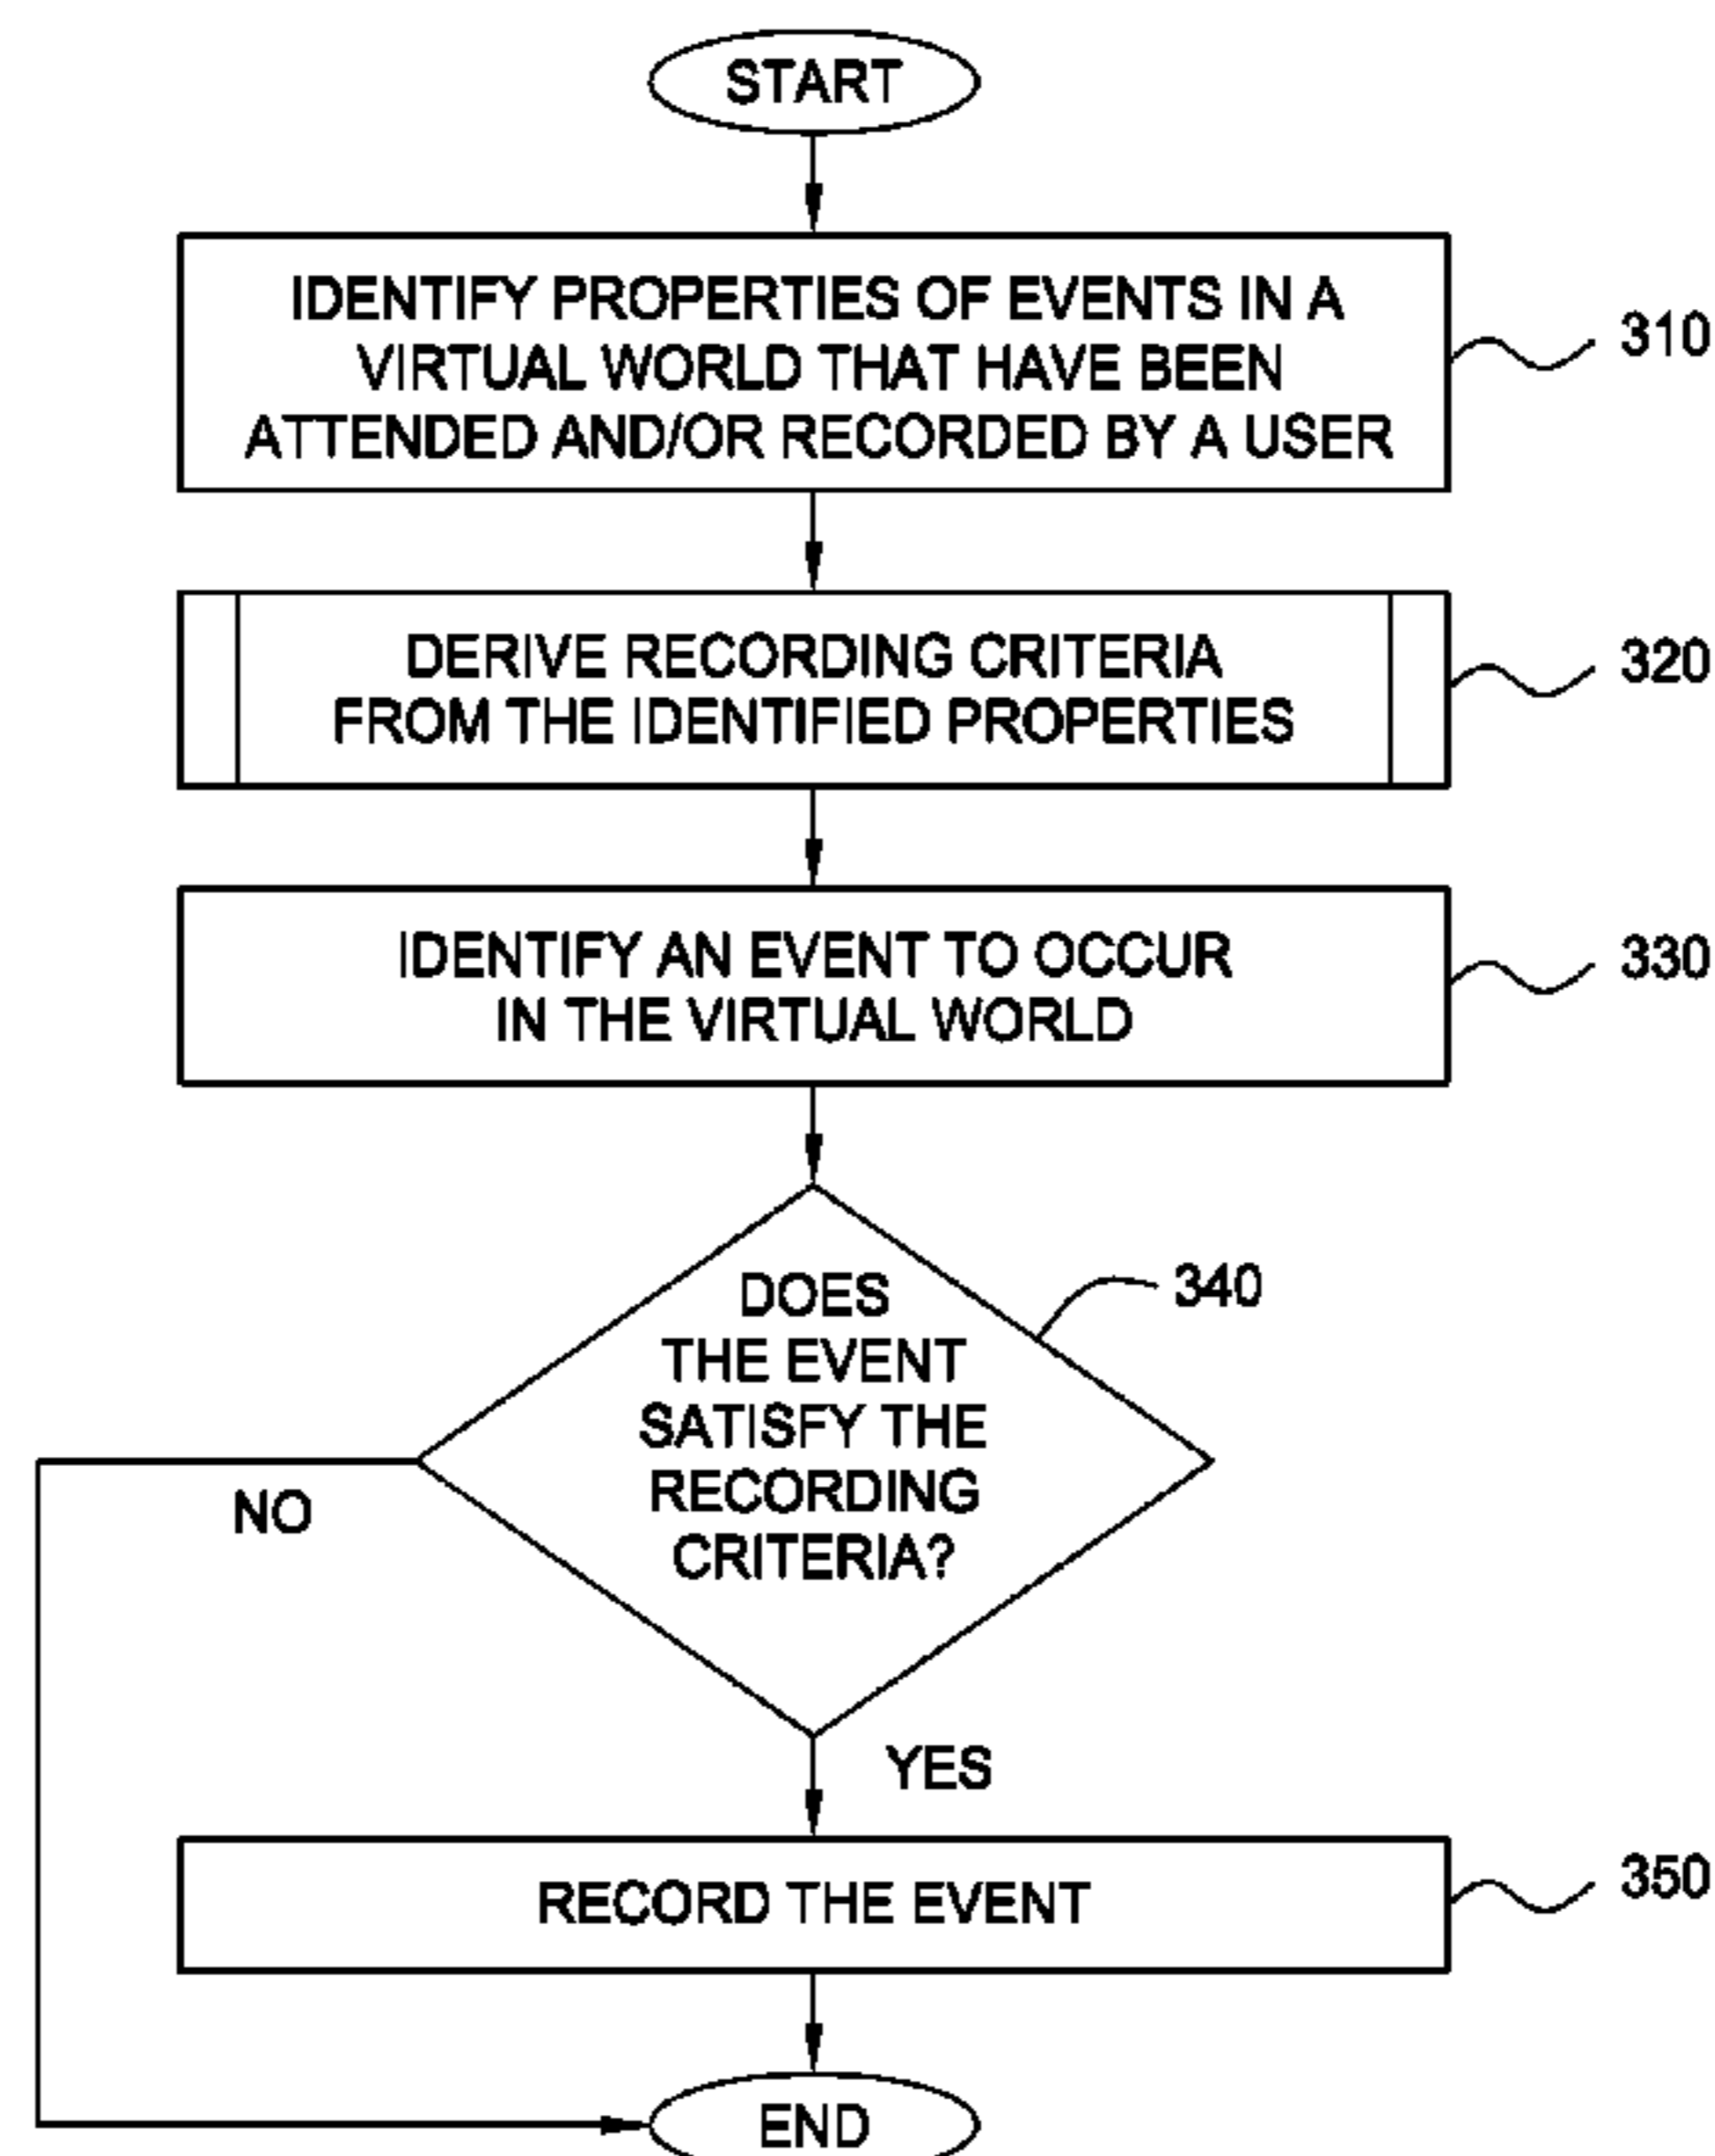 START
IDENTIFY PROPERTIES OF EVENTS IN A
VIRTUAL WORLD THAT HAVE BEEN
ATTENDED AND/OR RECORDED BY A USER
310
DERIVE RECORDING CRITERIA
FROM THE IDENTIFIED PROPERTIES
320
IDENTIFY AN EVENT TO OCCUR
IN THE VIRTUAL WORLD
330
DOES
THE EVENT
SATISFY THE
RECORDING
CRITERIA?
340
NO
YES
RECORD THE EVENT
350
END